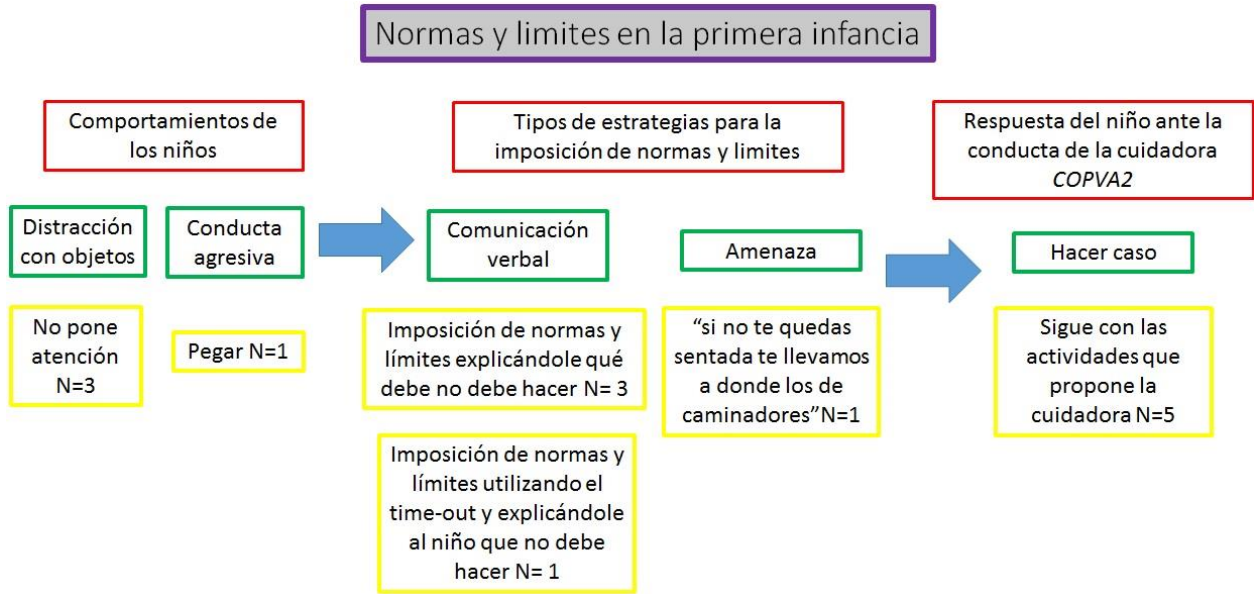 Normas y limites en la primera infancia
Comportamientos de
los niños
Tipos de estrategias para la
imposición de normas y limites
Respuesta del niño ante la
conducta de la cuidadora
COPVA2
Distracción
con objetos
Conducta
agresiva
Comunicación
verbal
Amenaza
Hacer caso
No pone
atención
N=3
Pegar N=1
Imposición de normas y
límites explicándole qué
debe no debe hacer N= 3
Imposición de normas y
límites utilizando el
time-out y explicándole
al niño que no debe
hacer N= 1
“si no te quedas
sentada te llevamos
a donde los de
caminadores”N=1
Sigue con las
actividades que
propone la
cuidadora N=5